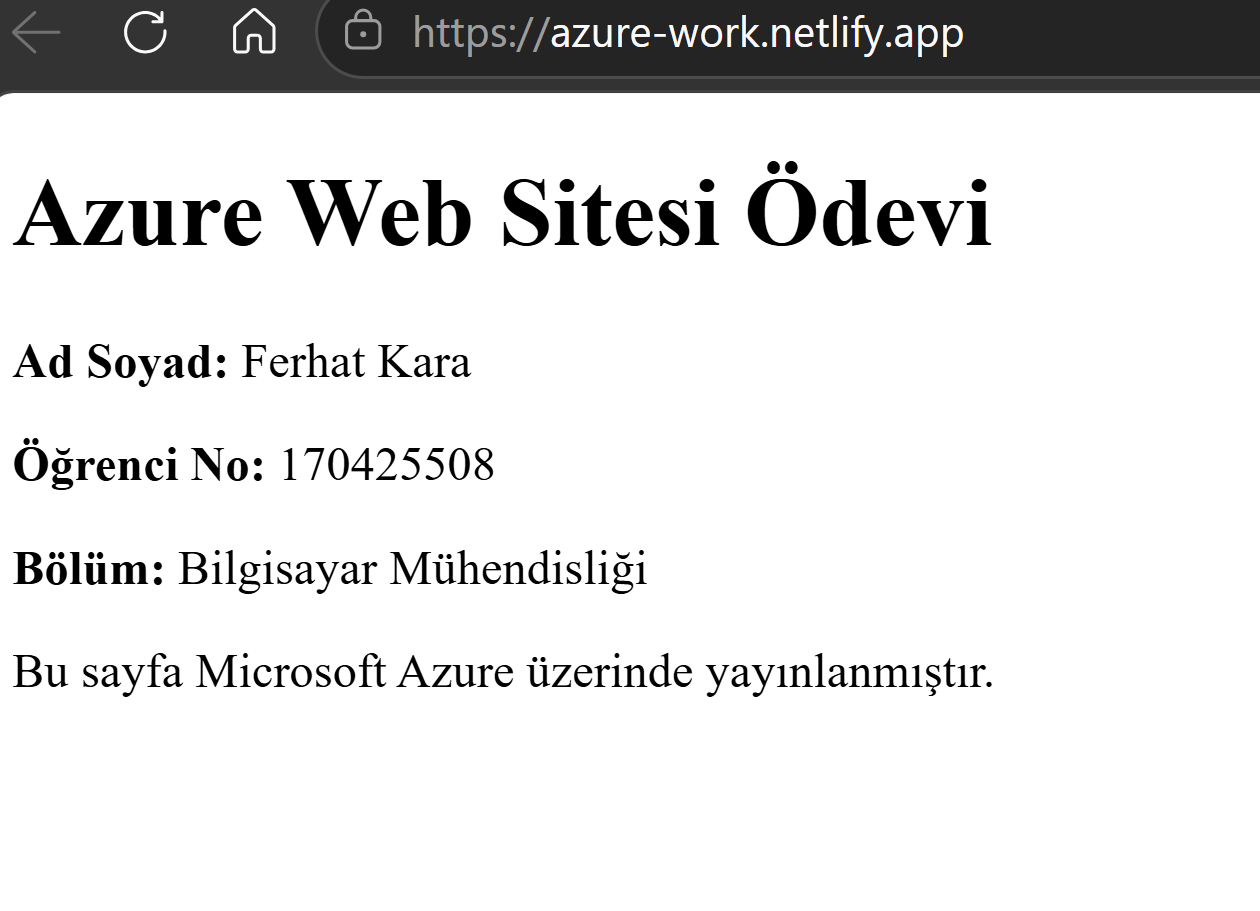 https://azure-work.netlify.app
Azure Web Sitesi Ödevi
Ad Soyad: Ferhat Kara
Öğrenci No: 170425508
Bölüm: Bilgisayar Mühendisliği
Bu sayfa Microsoft Azure üzerinde yayınlanmıştır.